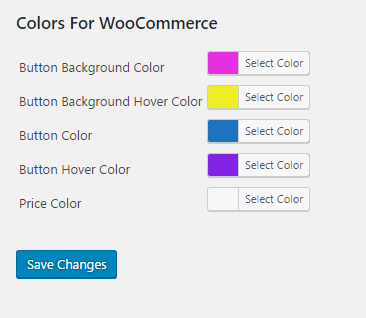 Colors For WooCommerce
Button Background Color Select Color
Button Background Hover Color Select Color
Button Color Select Color
Button Hover Color Select Color
Price Color Select Color
Save Changes